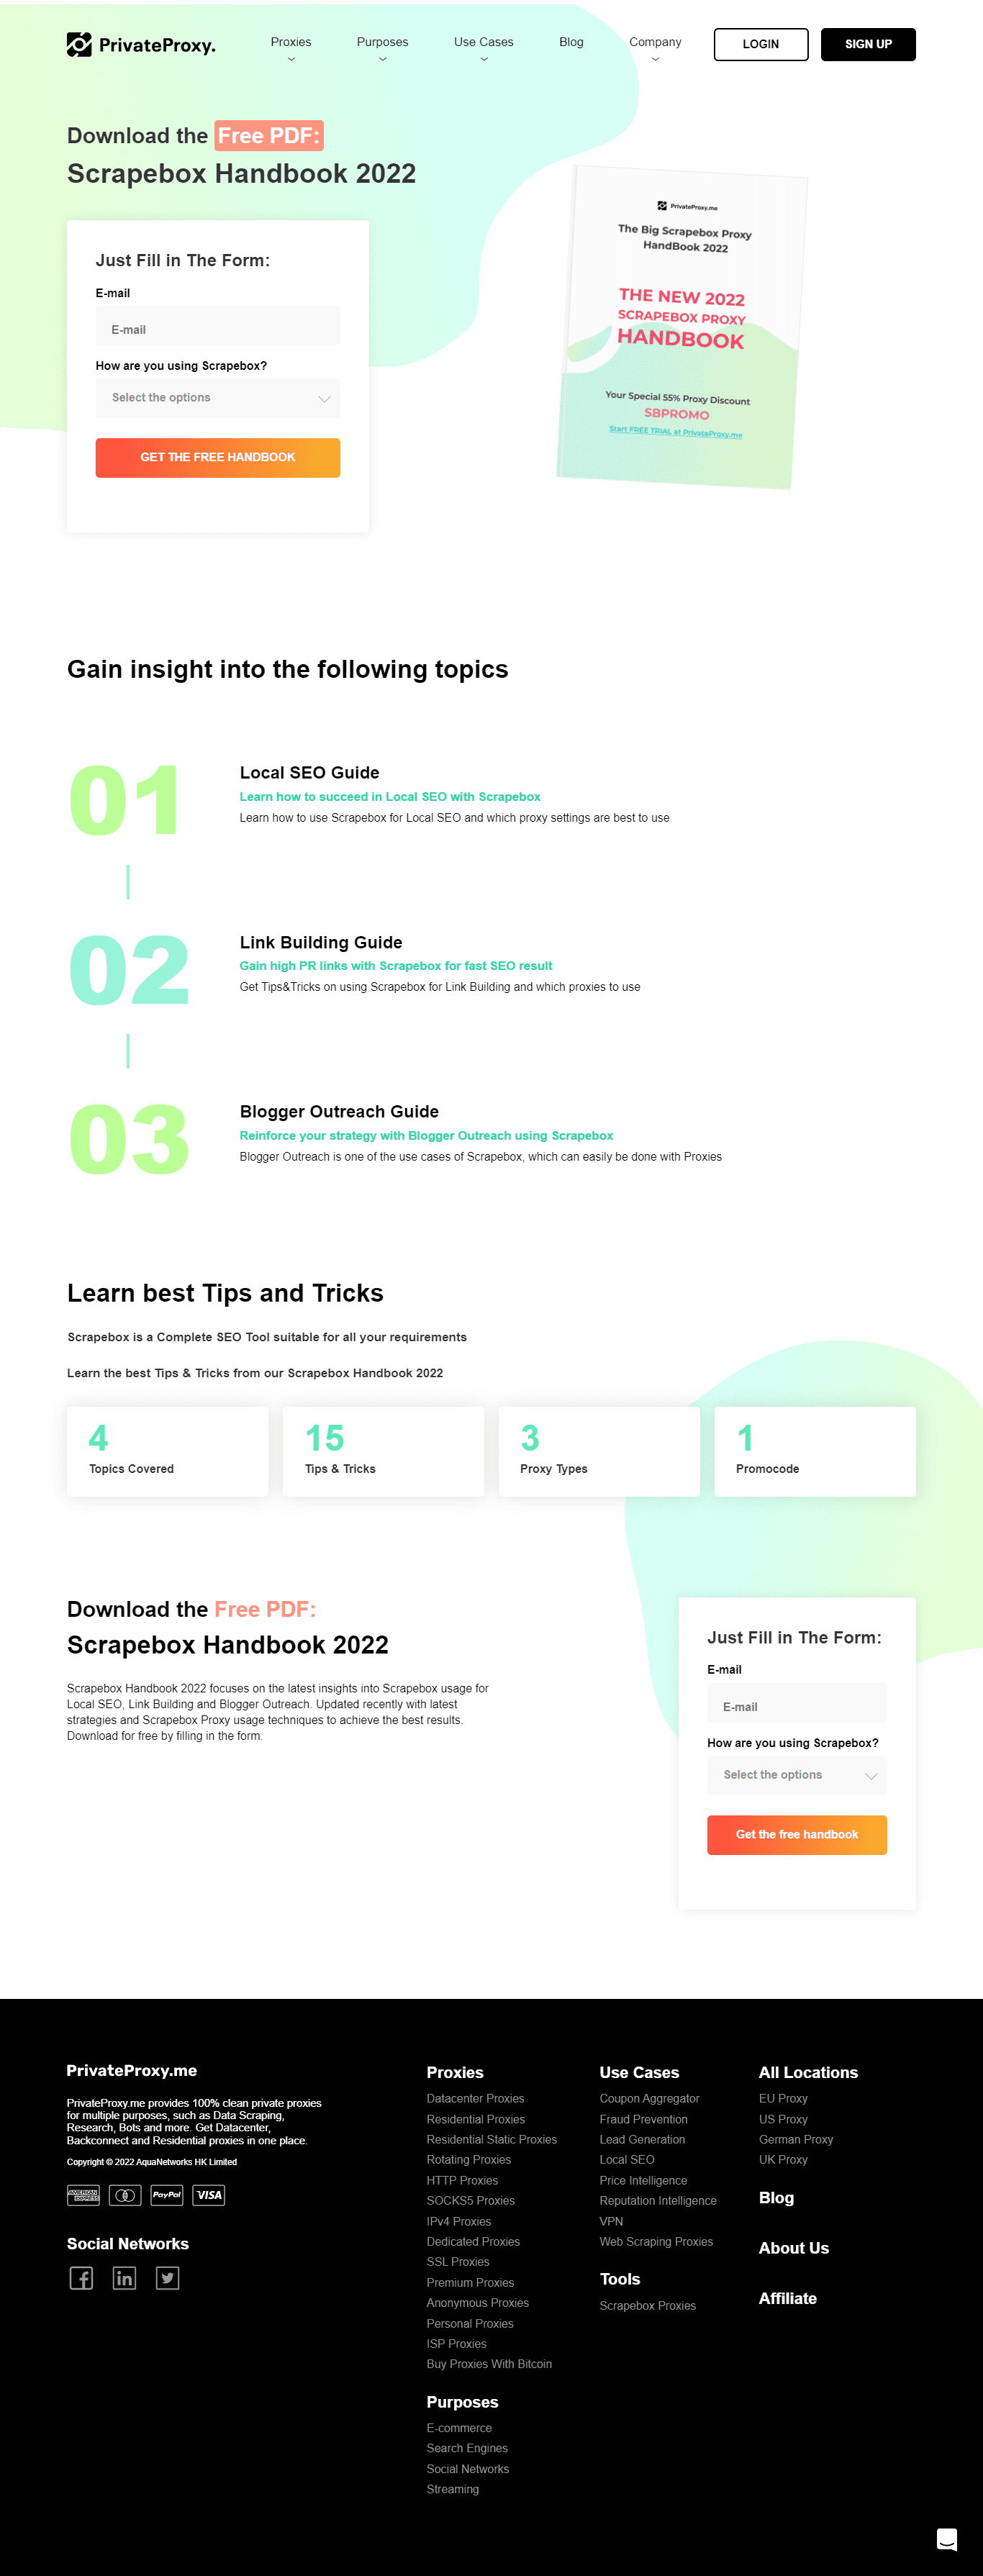 PrivateProxy.
Proxies
Purposes
Use Cases
Blog
Company
LOGIN
SIGN UP
Download the Free PDF:
Scrapebox Handbook 2022
Just Fill in The Form:
E-mail
E-mail
How are you using Scrapebox?
Select the options
GET THE FREE HANDBOOK
PrivateProxy.me
The Big Scrapebox Proxy
HandBook 2022
THE NEW 2022
SCRAPEBOX PROXY
HANDBOOK
Your Special 55% Proxy Discount
SBPROMO
Start FREE TRIAL at PrivateProxy.me
Gain insight into the following topics
01
Local SEO Guide
Learn how to succeed in Local SEO with Scrapebox
Learn how to use Scrapebox for Local SEO and which proxy settings are best to use
02
Link Building Guide
Gain high PR links with Scrapebox for fast SEO result
Get Tips&Tricks on using Scrapebox for Link Building and which proxies to use
03
Blogger Outreach Guide
Reinforce your strategy with Blogger Outreach using Scrapebox
Blogger Outreach is one of the use cases of Scrapebox, which can easily be done with Proxies
Learn best Tips and Tricks
Scrapebox is a Complete SEO Tool suitable for all your requirements
Learn the best Tips & Tricks from our Scrapebox Handbook 2022
4
Topics Covered
15
Tips & Tricks
3
Proxy Types
1
Promocode
Download the Free PDF:
Scrapebox Handbook 2022
Scrapebox Handbook 2022 focuses on the latest insights into Scrapebox usage for
Local SEO, Link Building and Blogger Outreach. Updated recently with latest
strategies and Scrapebox Proxy usage techniques to achieve the best results.
Download for free by filling in the form.
Just Fill in The Form:
E-mail
E-mail
How are you using Scrapebox?
Select the options
Get the free handbook
PrivateProxy.me
PrivateProxy.me provides 100% clean private proxies
for multiple purposes, such as Data Scraping,
Research, Bots and more. Get Datacenter,
Backconnect and Residential proxies in one place.
Copyright © 2022 AquaNetworks HK Limited
AMERICAN EXPRESS
PayPal
VISA
Social Networks
Proxies
Datacenter Proxies
Residential Proxies
Residential Static Proxies
Rotating Proxies
HTTP Proxies
SOCKS5 Proxies
IPv4 Proxies
Dedicated Proxies
SSL Proxies
Premium Proxies
Anonymous Proxies
Personal Proxies
ISP Proxies
Buy Proxies With Bitcoin
Purposes
E-commerce
Search Engines
Social Networks
Streaming
Use Cases
Coupon Aggregator
Fraud Prevention
Lead Generation
Local SEO
Price Intelligence
Reputation Intelligence
VPN
Web Scraping Proxies
Tools
Scrapebox Proxies
All Locations
EU Proxy
US Proxy
German Proxy
UK Proxy
Blog
About Us
Affiliate